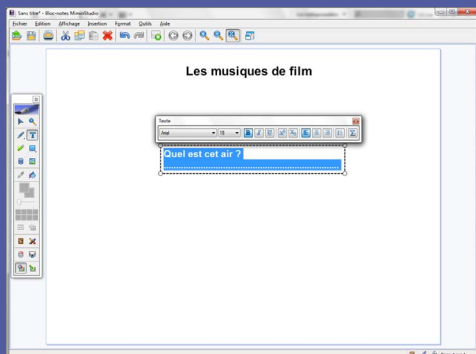 Sans titre* - Bloc-notes MimioStudio
Fichier Edition Affichage Insertion Format Outils Aide
Les musiques de film
Texte
Arial 18 B I U
Quel est cet air ?
................................................................